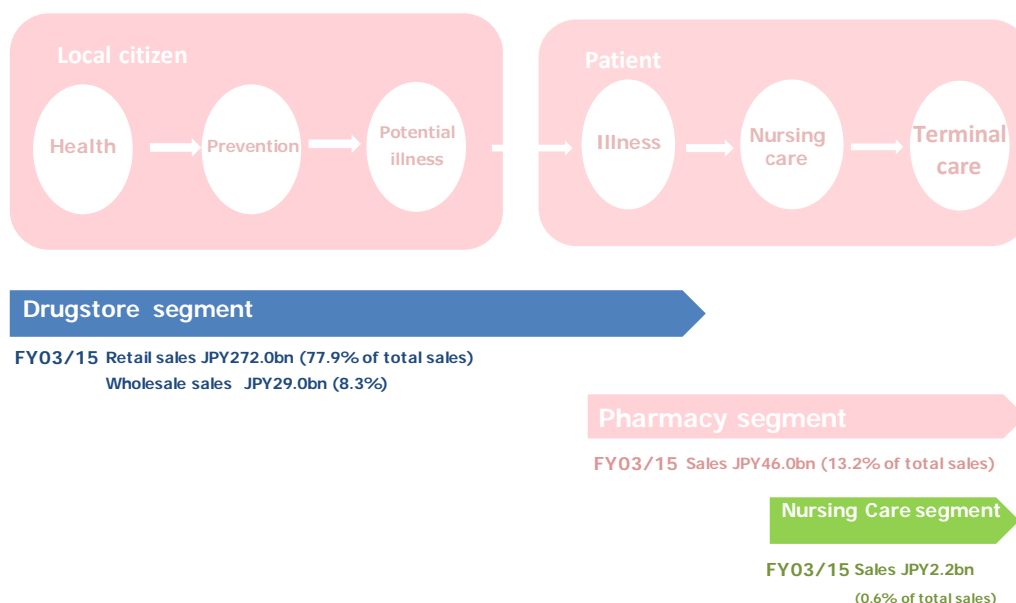 Local citizen
Patient
Health
Prevention
Potential
illness
Illness
Nursing
care
Terminal
care
Drugstore segment
FY03/15 Retail sales JPY272.0bn (77.9% of total sales)
Wholesale sales JPY29.0bn (8.3%)
Pharmacy segment
FY03/15 Sales JPY46.0bn (13.2% of total sales)
Nursing Care segment
FY03/15 Sales JPY2.2bn
(0.6% of total sales)